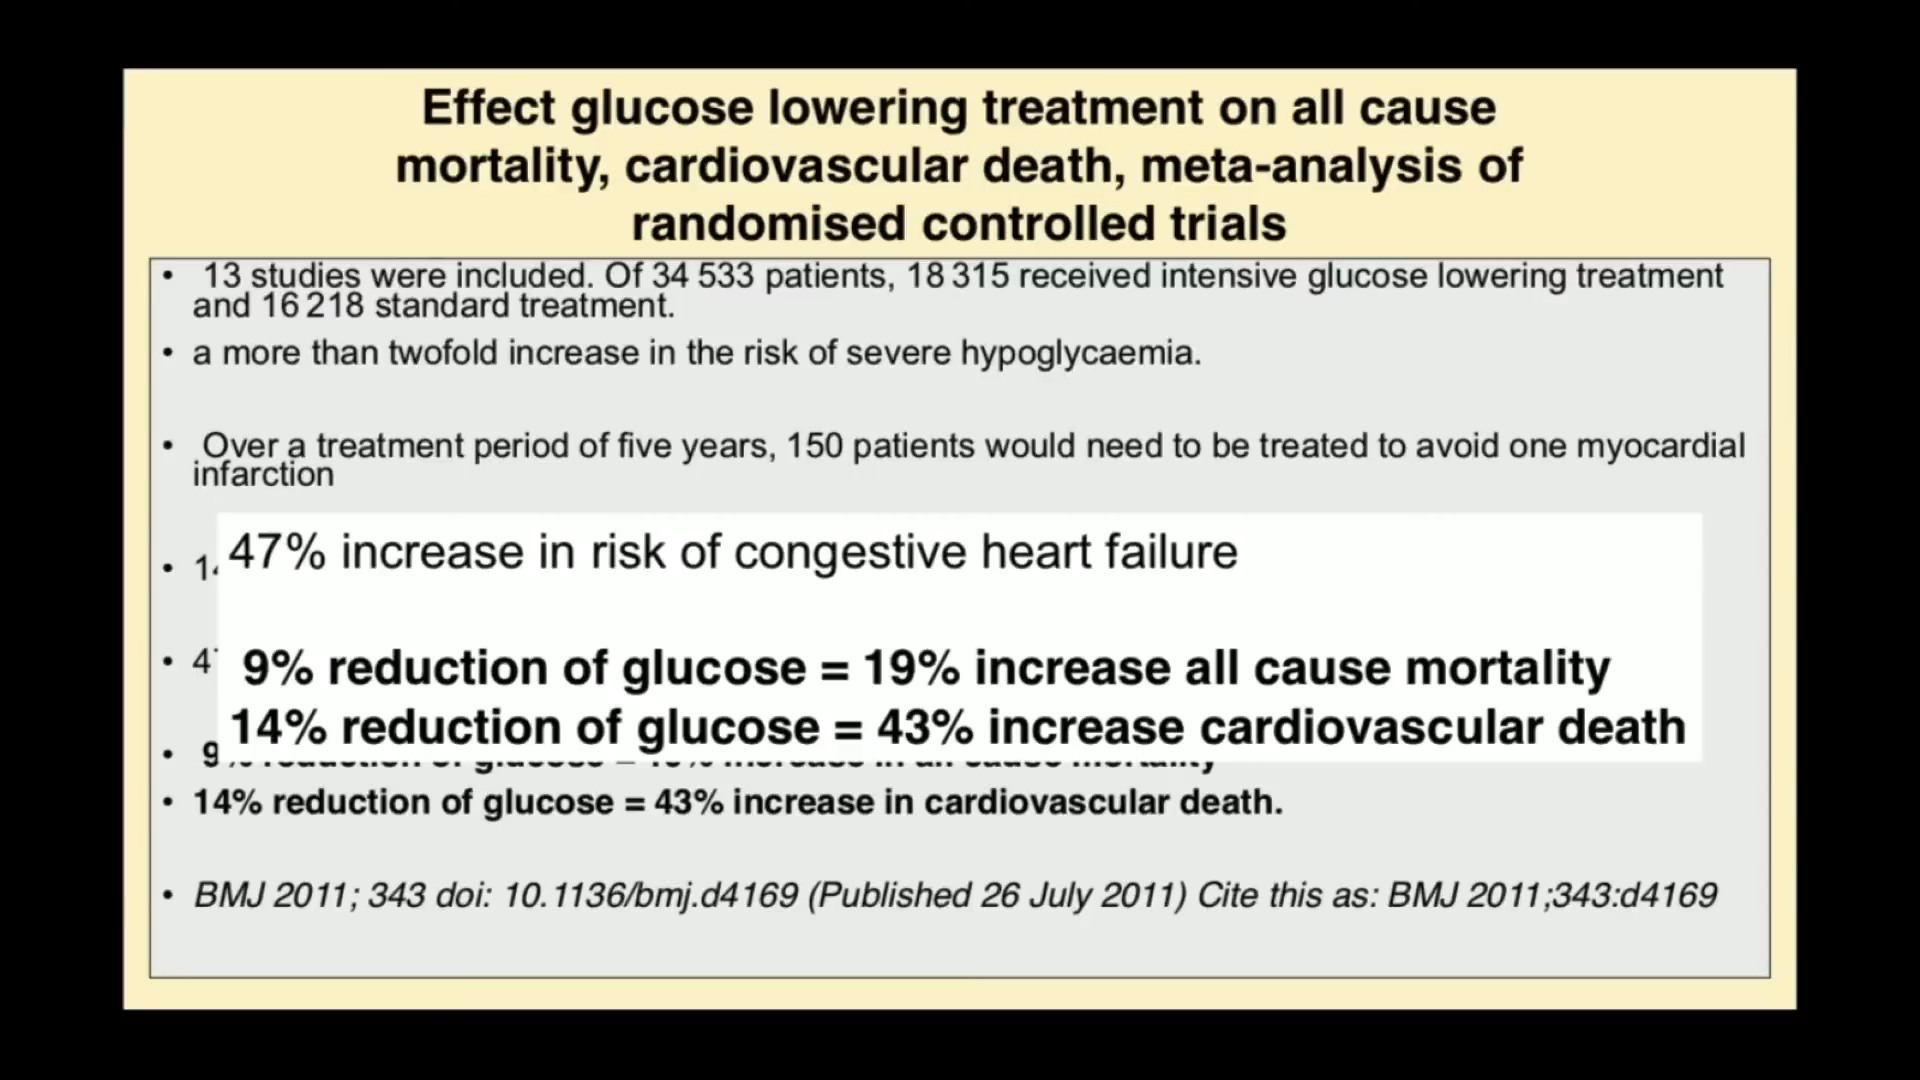 Effect glucose lowering treatment on all cause
mortality, cardiovascular death, meta-analysis of
randomised controlled trials
• 13 studies were included. Of 34 533 patients, 18 315 received intensive glucose lowering treatment
and 16 218 standard treatment.
• a more than twofold increase in the risk of severe hypoglycaemia.
• .Over a treatment period of five years, 150 patients would need to be treated to avoid one myocardial
infarction
47% increase in risk of congestive heart failure
9% reduction of glucose = 19% increase all cause mortality
14% reduction of glucose = 43% increase cardiovascular death
• 14% reduction of glucose = 43% increase in cardiovascular death.
• BMJ 2011; 343 doi: 10.1136/bmj.d4169 (Published 26 July 2011) Cite this as: BMJ 2011;343:d4169